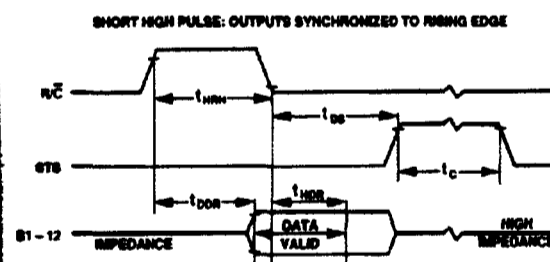 SHORT HIGH PULSE: OUTPUTS SYNCHRONIZED TO RISING EDGE
R/C̅
tHRH
tDS
STS
tC
tDDR
tHDR
B1 – 12
IMPEDANCE
DATA
VALID
HIGH
IMPEDANCE